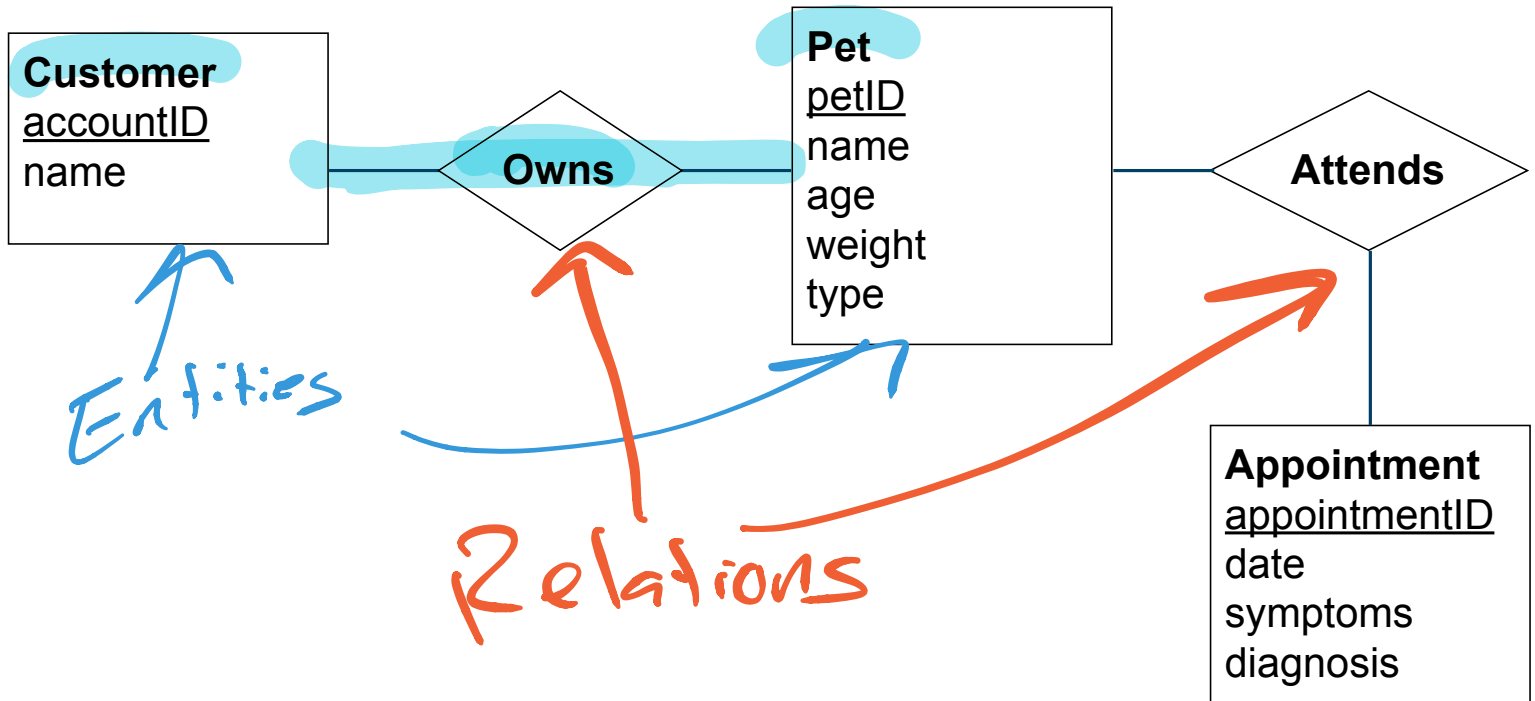 Customer
accountID
name
Owns
Pet
petID
name
age
weight
type
Attends
Entities
Relations
Appointment
appointmentID
date
symptoms
diagnosis